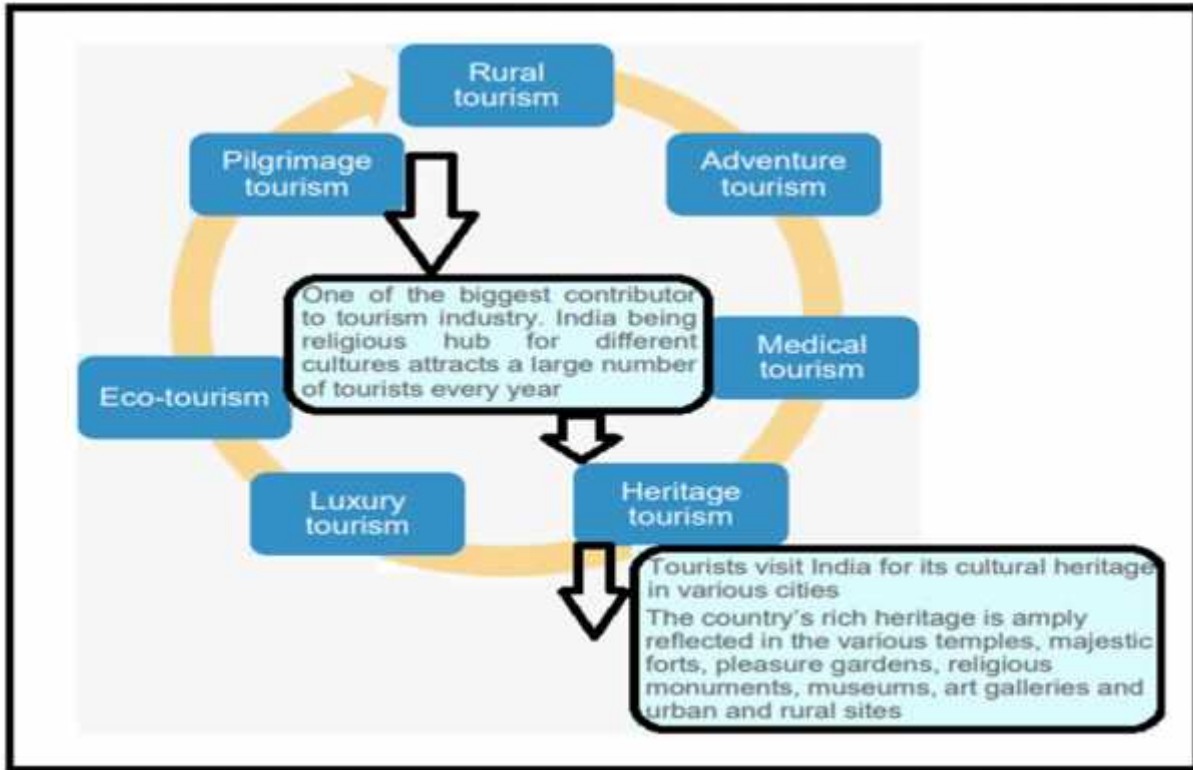 Rural
tourism
Pilgrimage
tourism
Adventure
tourism
One of the biggest contributor
to tourism industry. India being
religious hub for different
cultures attracts a large number
of tourists every year
Medical
tourism
Eco-tourism
Luxury
tourism
Heritage
tourism
Tourists visit India for its cultural heritage
in various cities
The country's rich heritage is amply
reflected in the various temples, majestic
forts, pleasure gardens, religious
monuments, museums, art galleries and
urban and rural sites